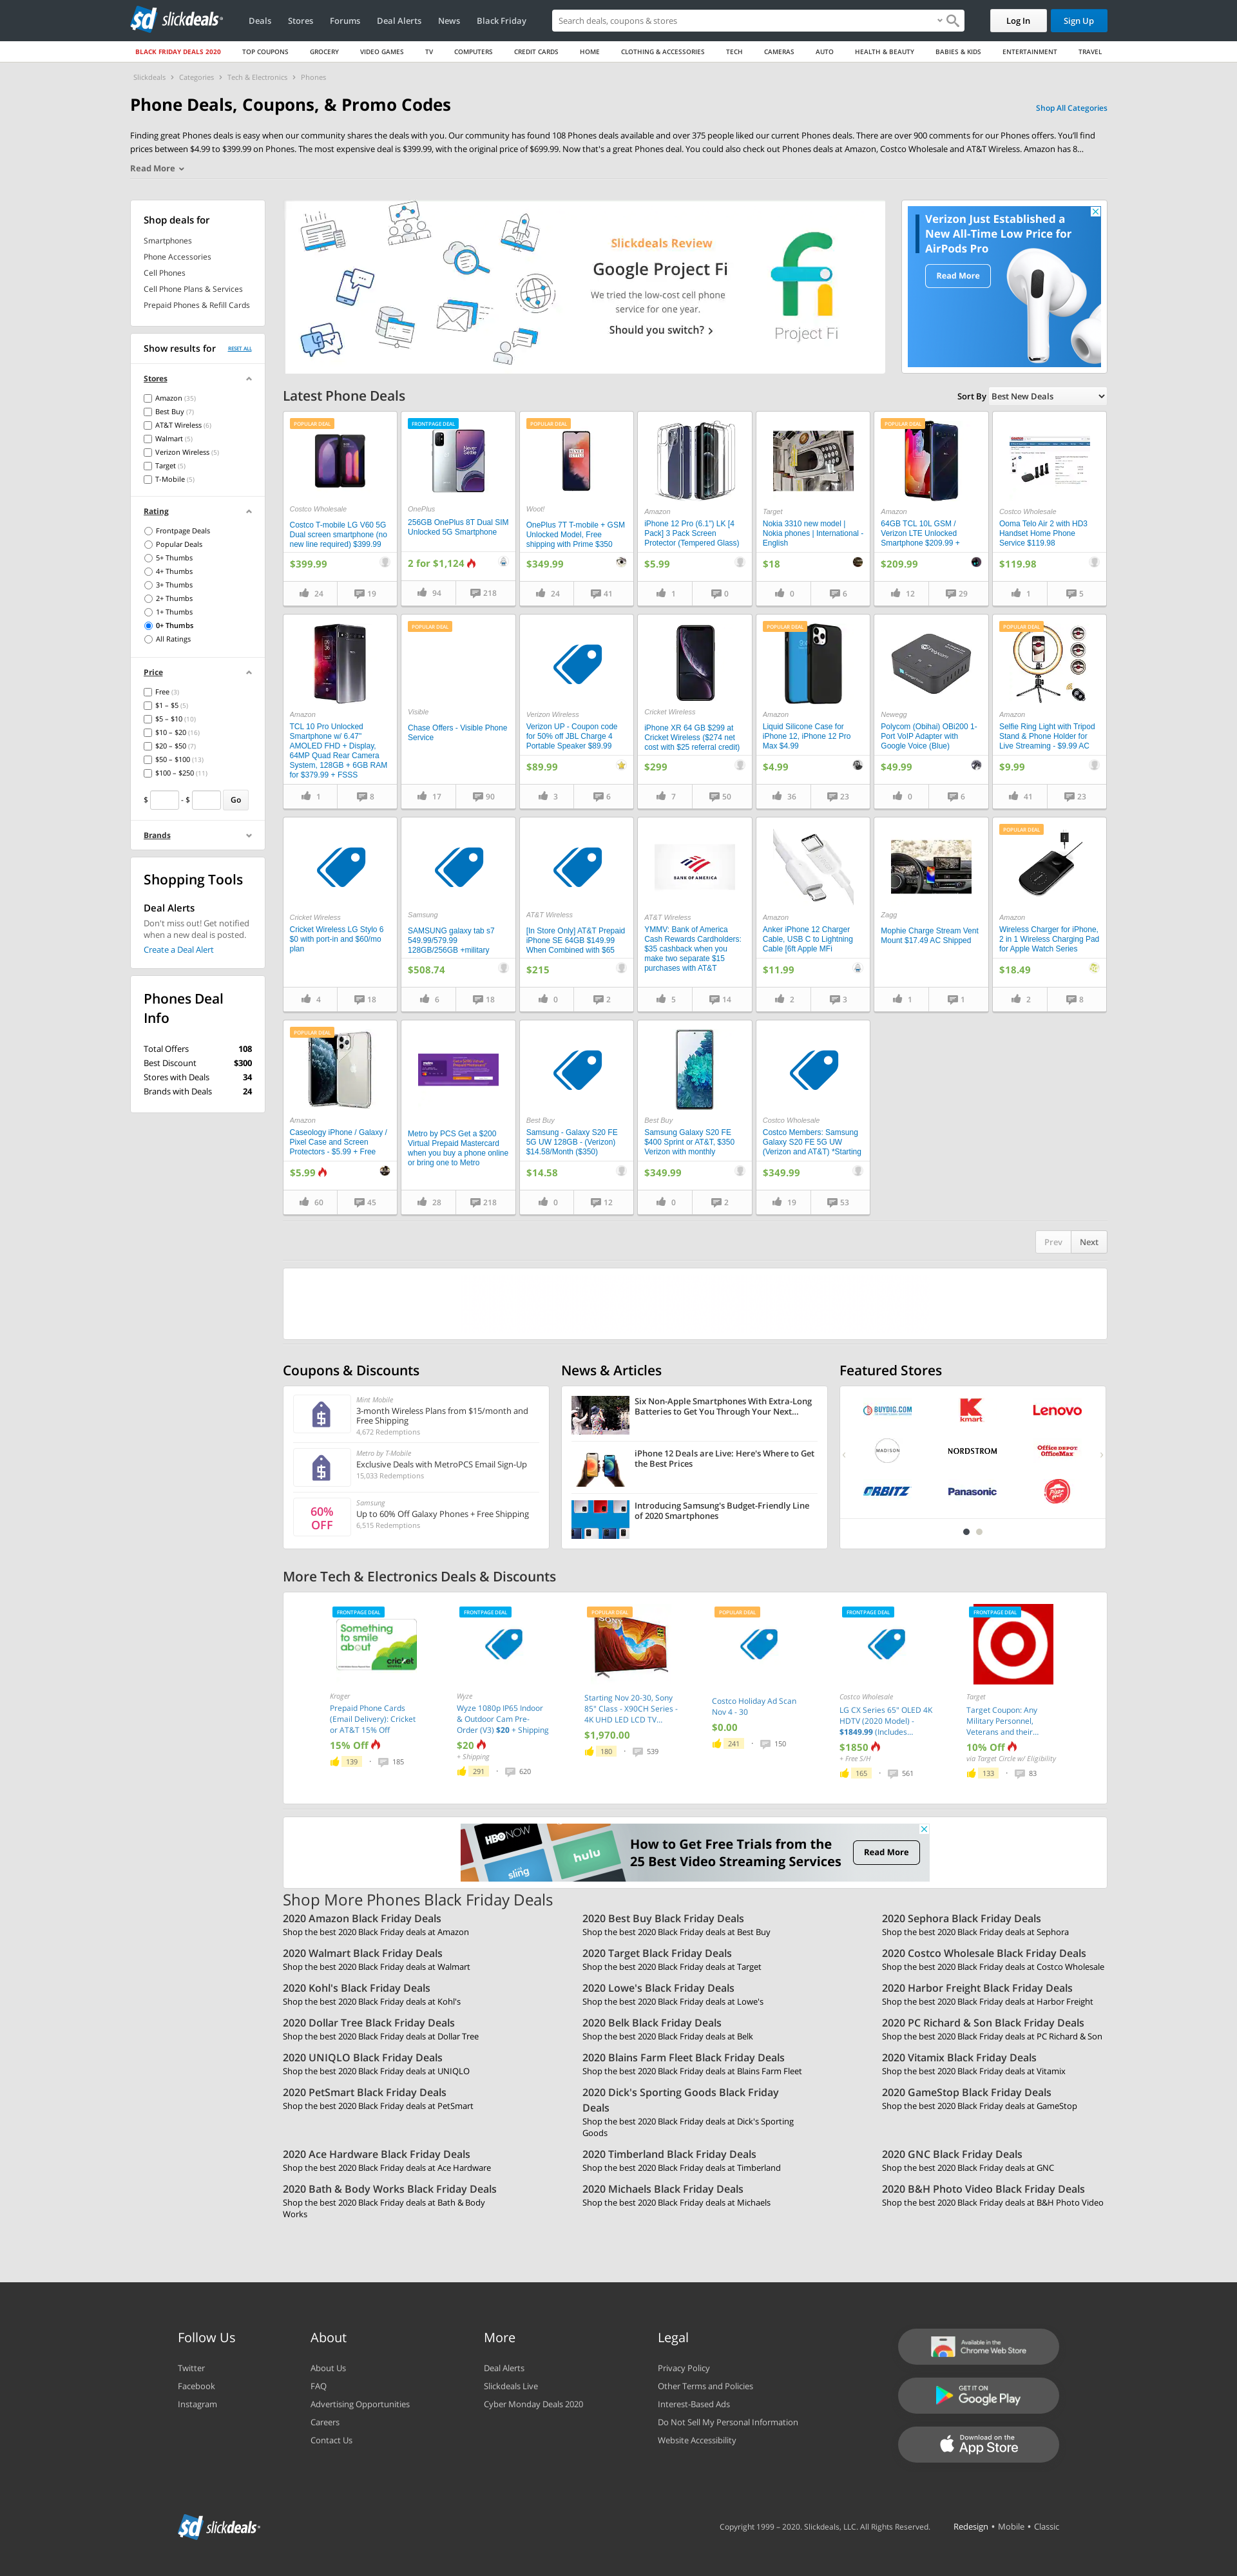 sd slickdeals
Deals Stores Forums Deal Alerts News Black Friday
Search deals, coupons & stores
Log In
Sign Up
BLACK FRIDAY DEALS 2020 TOP COUPONS GROCERY VIDEO GAMES TV COMPUTERS CREDIT CARDS HOME CLOTHING & ACCESSORIES TECH CAMERAS AUTO HEALTH & BEAUTY BABIES & KIDS ENTERTAINMENT TRAVEL
Slickdeals > Categories > Tech & Electronics > Phones
Phone Deals, Coupons, & Promo Codes
Shop All Categories
Finding great Phones deals is easy when our community shares the deals with you. Our community has found 108 Phones deals available and over 375 people liked our current Phones deals. There are over 900 comments for our Phones offers. You'll find
prices between $4.99 to $399.99 on Phones. The most expensive deal is $399.99, with the original price of $699.99. Now that's a great Phones deal. You could also check out Phones deals at Amazon, Costco Wholesale and AT&T Wireless. Amazon has 8...
Read More
Shop deals for
Smartphones
Phone Accessories
Cell Phones
Cell Phone Plans & Services
Prepaid Phones & Refill Cards
Show results for RESET ALL
Stores
Amazon (35)
Best Buy (7)
AT&T Wireless (6)
Walmart (5)
Verizon Wireless (5)
Target (5)
T-Mobile (5)
Rating
Frontpage Deals
Popular Deals
5+ Thumbs
4+ Thumbs
3+ Thumbs
2+ Thumbs
1+ Thumbs
0+ Thumbs
All Ratings
Price
Free (3)
$1 – $5 (5)
$5 – $10 (10)
$10 – $20 (16)
$20 – $50 (7)
$50 – $100 (13)
$100 – $250 (11)
$ - $ Go
Brands
Shopping Tools
Deal Alerts
Don't miss out! Get notified
when a new deal is posted.
Create a Deal Alert
Phones Deal
Info
Total Offers 108
Best Discount $300
Stores with Deals 34
Brands with Deals 24
Slickdeals Review
Google Project Fi
We tried the low-cost cell phone
service for one year.
Should you switch? >
Project Fi
Verizon Just Established a
New All-Time Low Price for
AirPods Pro
Read More
Latest Phone Deals
Sort By Best New Deals
POPULAR DEAL
Costco Wholesale
Costco T-mobile LG V60 5G
Dual screen smartphone (no
new line required) $399.99
$399.99
24 19
FRONTPAGE DEAL
OnePlus
256GB OnePlus 8T Dual SIM
Unlocked 5G Smartphone
2 for $1,124
94 218
POPULAR DEAL
Woot!
OnePlus 7T T-mobile + GSM
Unlocked Model, Free
shipping with Prime $350
$349.99
24 41
Amazon
iPhone 12 Pro (6.1") LK [4
Pack] 3 Pack Screen
Protector (Tempered Glass)
$5.99
1 0
Target
Nokia 3310 new model |
Nokia phones | International -
English
$18
0 6
POPULAR DEAL
Amazon
64GB TCL 10L GSM /
Verizon LTE Unlocked
Smartphone $209.99 +
$209.99
12 29
Costco Wholesale
Ooma Telo Air 2 with HD3
Handset Home Phone
Service $119.98
$119.98
1 5
Amazon
TCL 10 Pro Unlocked
Smartphone w/ 6.47"
AMOLED FHD + Display,
64MP Quad Rear Camera
System, 128GB + 6GB RAM
for $379.99 + FSSS
1 8
POPULAR DEAL
Visible
Chase Offers - Visible Phone
Service
17 90
Verizon Wireless
Verizon UP - Coupon code
for 50% off JBL Charge 4
Portable Speaker $89.99
$89.99
3 6
Cricket Wireless
iPhone XR 64 GB $299 at
Cricket Wireless ($274 net
cost with $25 referral credit)
$299
7 50
POPULAR DEAL
Amazon
Liquid Silicone Case for
iPhone 12, iPhone 12 Pro
Max $4.99
$4.99
36 23
Newegg
Polycom (Obihai) OBi200 1-
Port VoIP Adapter with
Google Voice (Blue)
$49.99
0 6
POPULAR DEAL
Amazon
Selfie Ring Light with Tripod
Stand & Phone Holder for
Live Streaming - $9.99 AC
$9.99
41 23
Cricket Wireless
Cricket Wireless LG Stylo 6
$0 with port-in and $60/mo
plan
4 18
Samsung
SAMSUNG galaxy tab s7
549.99/579.99
128GB/256GB +military
$508.74
6 18
AT&T Wireless
[In Store Only] AT&T Prepaid
iPhone SE 64GB $149.99
When Combined with $65
$215
0 2
BANK OF AMERICA
AT&T Wireless
YMMV: Bank of America
Cash Rewards Cardholders:
$35 cashback when you
make two separate $15
purchases with AT&T
5 14
Amazon
Anker iPhone 12 Charger
Cable, USB C to Lightning
Cable [6ft Apple MFi
$11.99
2 3
Zagg
Mophie Charge Stream Vent
Mount $17.49 AC Shipped
1 1
POPULAR DEAL
Amazon
Wireless Charger for iPhone,
2 in 1 Wireless Charging Pad
for Apple Watch Series
$18.49
2 8
POPULAR DEAL
Amazon
Caseology iPhone / Galaxy /
Pixel Case and Screen
Protectors - $5.99 + Free
$5.99
60 45
Metro by PCS Get a $200
Virtual Prepaid Mastercard
when you buy a phone online
or bring one to Metro
28 218
Best Buy
Samsung - Galaxy S20 FE
5G UW 128GB - (Verizon)
$14.58/Month ($350)
$14.58
0 12
Best Buy
Samsung Galaxy S20 FE
$400 Sprint or AT&T, $350
Verizon with monthly
$349.99
0 2
Costco Wholesale
Costco Members: Samsung
Galaxy S20 FE 5G UW
(Verizon and AT&T) *Starting
$349.99
19 53
Prev Next
Coupons & Discounts
Mint Mobile
3-month Wireless Plans from $15/month and
Free Shipping
4,672 Redemptions
Metro by T-Mobile
Exclusive Deals with MetroPCS Email Sign-Up
15,033 Redemptions
60%
OFF
Samsung
Up to 60% Off Galaxy Phones + Free Shipping
6,515 Redemptions
News & Articles
Six Non-Apple Smartphones With Extra-Long
Batteries to Get You Through Your Next...
iPhone 12 Deals are Live: Here's Where to Get
the Best Prices
Introducing Samsung's Budget-Friendly Line
of 2020 Smartphones
Featured Stores
BUYDIG.COM
kmart
Lenovo
MADISON
NORDSTROM
Office DEPOT
OfficeMax
ORBITZ
Panasonic
Pizza Hut
More Tech & Electronics Deals & Discounts
FRONTPAGE DEAL
Something
to smile
about
cricket
Kroger
Prepaid Phone Cards
(Email Delivery): Cricket
or AT&T 15% Off
15% Off
139 · 185
FRONTPAGE DEAL
Wyze
Wyze 1080p IP65 Indoor
& Outdoor Cam Pre-
Order (V3) $20 + Shipping
$20
+ Shipping
291 · 620
POPULAR DEAL
SONY
Starting Nov 20-30, Sony
85" Class - X90CH Series -
4K UHD LED LCD TV...
$1,970.00
180 · 539
POPULAR DEAL
Costco Holiday Ad Scan
Nov 4 - 30
$0.00
241 · 150
FRONTPAGE DEAL
Costco Wholesale
LG CX Series 65" OLED 4K
HDTV (2020 Model) -
$1849.99 (Includes...
$1850
+ Free S/H
165 · 561
FRONTPAGE DEAL
Target
Target Coupon: Any
Military Personnel,
Veterans and their...
10% Off
via Target Circle w/ Eligibility
133 · 83
HBO NOW
sling
hulu
How to Get Free Trials from the
25 Best Video Streaming Services
Read More
Shop More Phones Black Friday Deals
2020 Amazon Black Friday Deals
Shop the best 2020 Black Friday deals at Amazon
2020 Best Buy Black Friday Deals
Shop the best 2020 Black Friday deals at Best Buy
2020 Sephora Black Friday Deals
Shop the best 2020 Black Friday deals at Sephora
2020 Walmart Black Friday Deals
Shop the best 2020 Black Friday deals at Walmart
2020 Target Black Friday Deals
Shop the best 2020 Black Friday deals at Target
2020 Costco Wholesale Black Friday Deals
Shop the best 2020 Black Friday deals at Costco Wholesale
2020 Kohl's Black Friday Deals
Shop the best 2020 Black Friday deals at Kohl's
2020 Lowe's Black Friday Deals
Shop the best 2020 Black Friday deals at Lowe's
2020 Harbor Freight Black Friday Deals
Shop the best 2020 Black Friday deals at Harbor Freight
2020 Dollar Tree Black Friday Deals
Shop the best 2020 Black Friday deals at Dollar Tree
2020 Belk Black Friday Deals
Shop the best 2020 Black Friday deals at Belk
2020 PC Richard & Son Black Friday Deals
Shop the best 2020 Black Friday deals at PC Richard & Son
2020 UNIQLO Black Friday Deals
Shop the best 2020 Black Friday deals at UNIQLO
2020 Blains Farm Fleet Black Friday Deals
Shop the best 2020 Black Friday deals at Blains Farm Fleet
2020 Vitamix Black Friday Deals
Shop the best 2020 Black Friday deals at Vitamix
2020 PetSmart Black Friday Deals
Shop the best 2020 Black Friday deals at PetSmart
2020 Dick's Sporting Goods Black Friday
Deals
Shop the best 2020 Black Friday deals at Dick's Sporting
Goods
2020 GameStop Black Friday Deals
Shop the best 2020 Black Friday deals at GameStop
2020 Ace Hardware Black Friday Deals
Shop the best 2020 Black Friday deals at Ace Hardware
2020 Timberland Black Friday Deals
Shop the best 2020 Black Friday deals at Timberland
2020 GNC Black Friday Deals
Shop the best 2020 Black Friday deals at GNC
2020 Bath & Body Works Black Friday Deals
Shop the best 2020 Black Friday deals at Bath & Body
Works
2020 Michaels Black Friday Deals
Shop the best 2020 Black Friday deals at Michaels
2020 B&H Photo Video Black Friday Deals
Shop the best 2020 Black Friday deals at B&H Photo Video
Follow Us
Twitter
Facebook
Instagram
About
About Us
FAQ
Advertising Opportunities
Careers
Contact Us
More
Deal Alerts
Slickdeals Live
Cyber Monday Deals 2020
Legal
Privacy Policy
Other Terms and Policies
Interest-Based Ads
Do Not Sell My Personal Information
Website Accessibility
Available in the
Chrome Web Store
GET IT ON
Google Play
Download on the
App Store
sd slickdeals
Copyright 1999 – 2020. Slickdeals, LLC. All Rights Reserved.
Redesign • Mobile • Classic